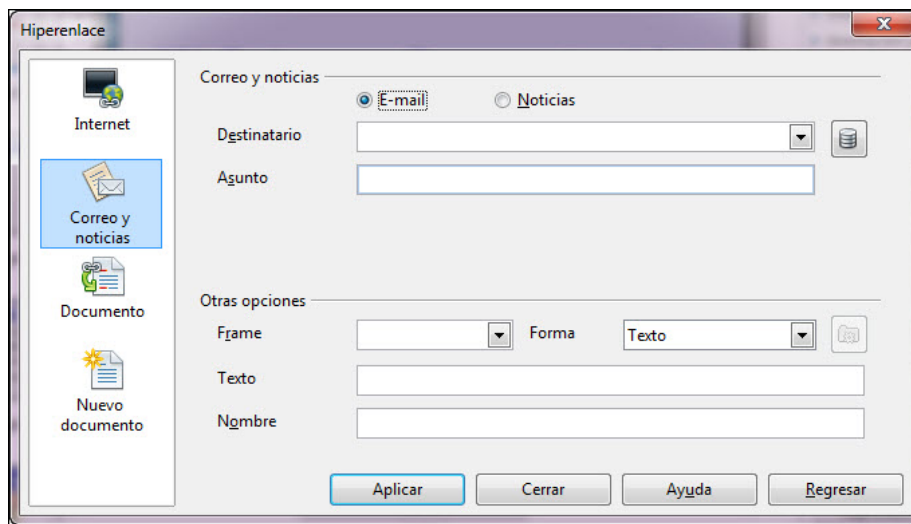 Hiperenlace
Internet
Correo y
noticias
Documento
Nuevo
documento
Correo y noticias
E-mail Noticias
Destinatario
Asunto
Otras opciones
Frame Forma Texto
Texto
Nombre
Aplicar Cerrar Ayuda Regresar